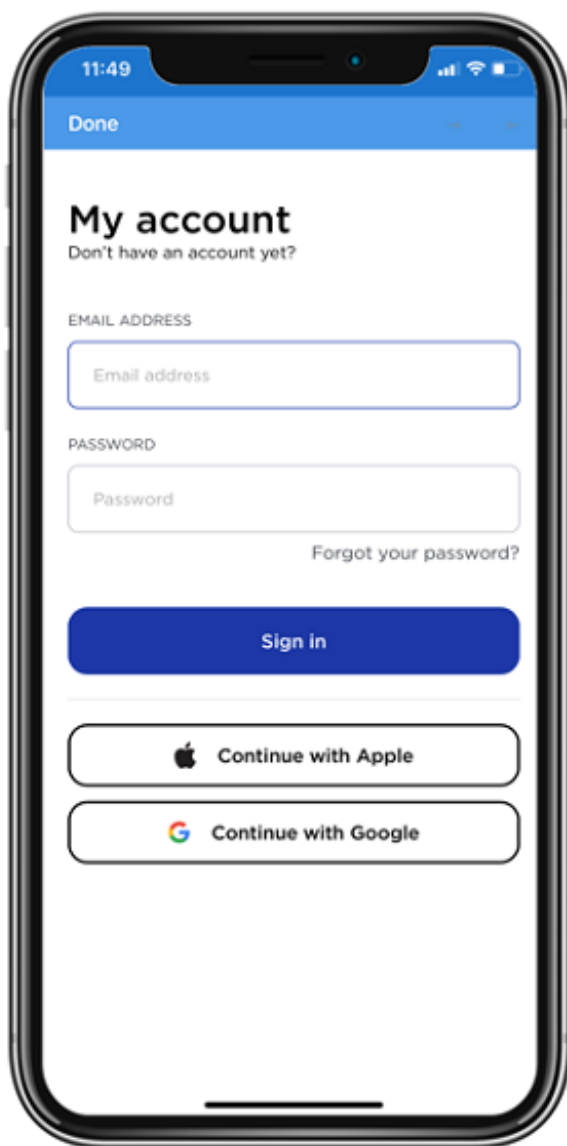 11:49
Done
My account
Don't have an account yet?
EMAIL ADDRESS
Email address
PASSWORD
Password
Forgot your password?
Sign in
Continue with Apple
Continue with Google